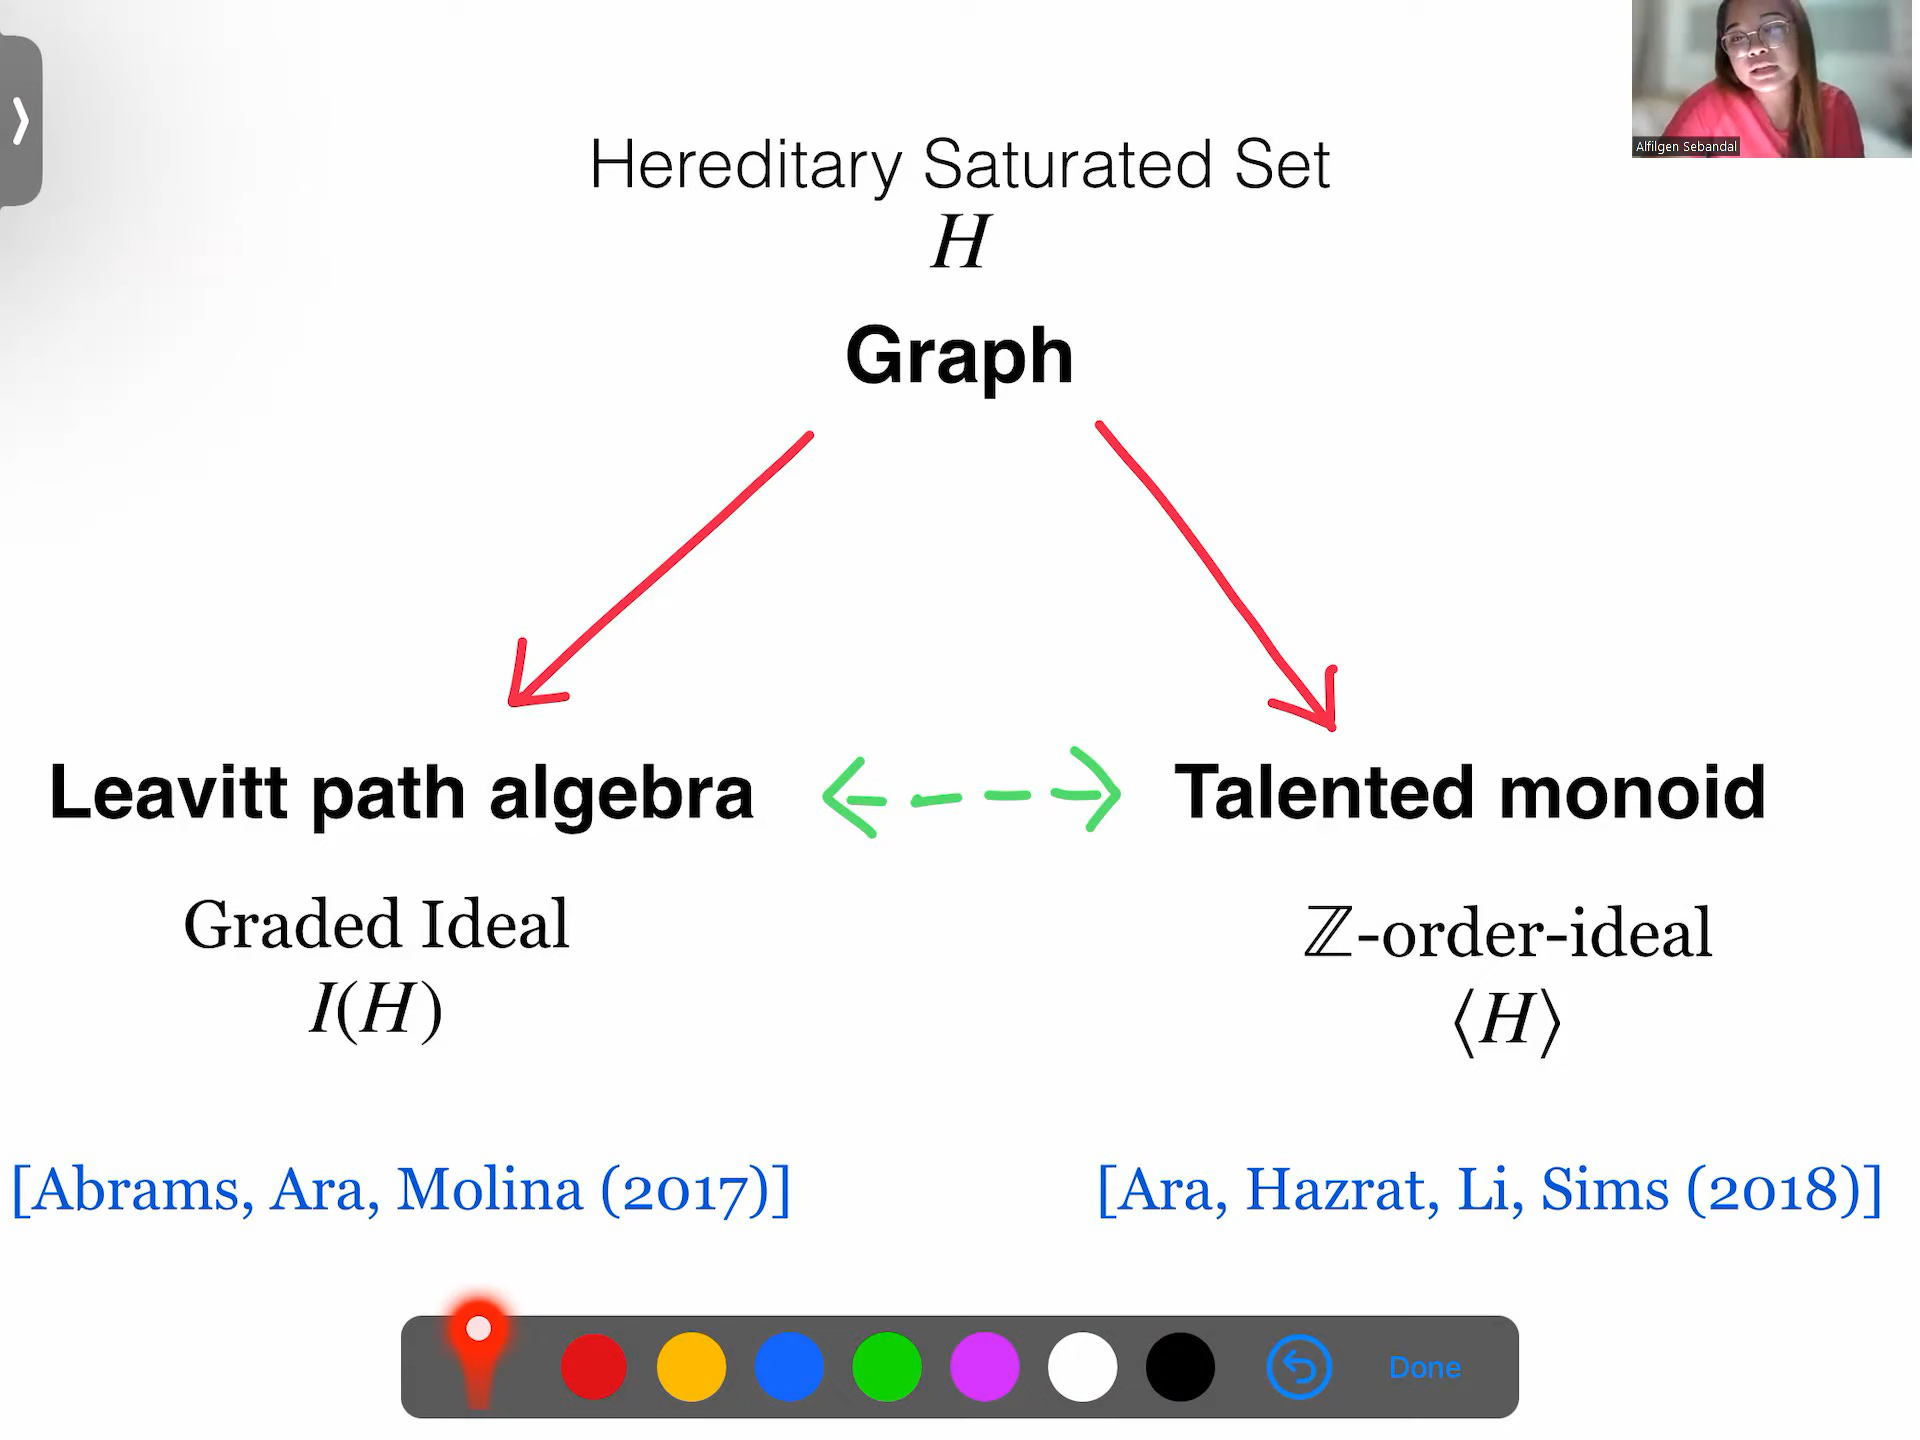 Alfilgen Sebandal
Hereditary Saturated Set
H
Graph
Leavitt path algebra
Talented monoid
Graded Ideal
I(H)
ℤ-order-ideal
⟨H⟩
[Abrams, Ara, Molina (2017)]
[Ara, Hazrat, Li, Sims (2018)]
Done